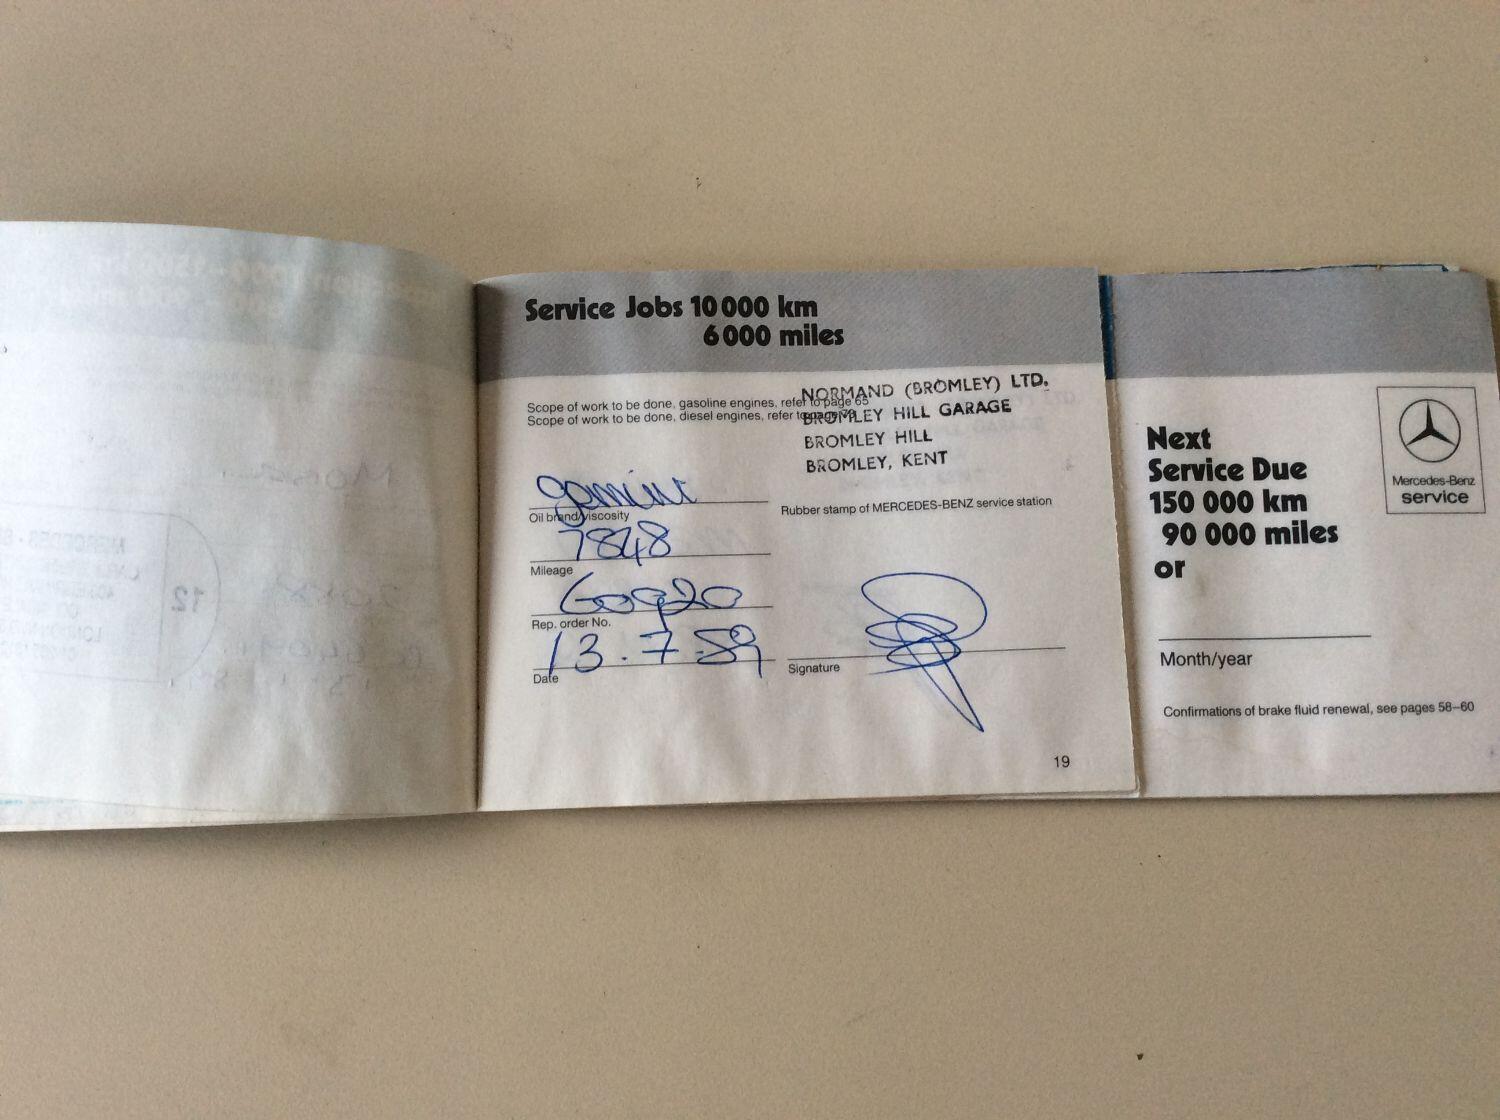 Service Jobs 10 000 km
6 000 miles
NORMAND (BROMLEY) LTD.
Scope of work to be done, gasoline engines, refer to page 65
Scope of work to be done, diesel engines, refer to page
BROMLEY HILL GARAGE
BROMLEY HILL
BROMLEY, KENT
gemini
Oil brand/viscosity
Rubber stamp of MERCEDES-BENZ service station
7848
Mileage
60920
Rep. order No.
13.7.89
Date
Signature
19
Next
Service Due
150 000 km
90 000 miles
or
Month/year
Confirmations of brake fluid renewal, see pages 58–60
Mercedes-Benz
service
12